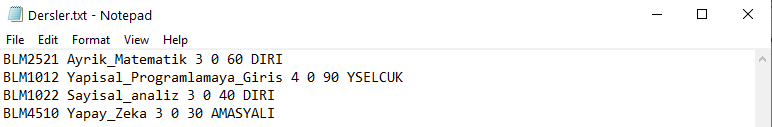 Dersler.txt - Notepad
File Edit Format View Help
BLM2521 Ayrik_Matematik 3 0 60 DIRI
BLM1012 Yapisal_Programlamaya_Giris 4 0 90 YSELCUK
BLM1022 Sayisal_analiz 3 0 40 DIRI
BLM4510 Yapay_Zeka 3 0 30 AMASYALI